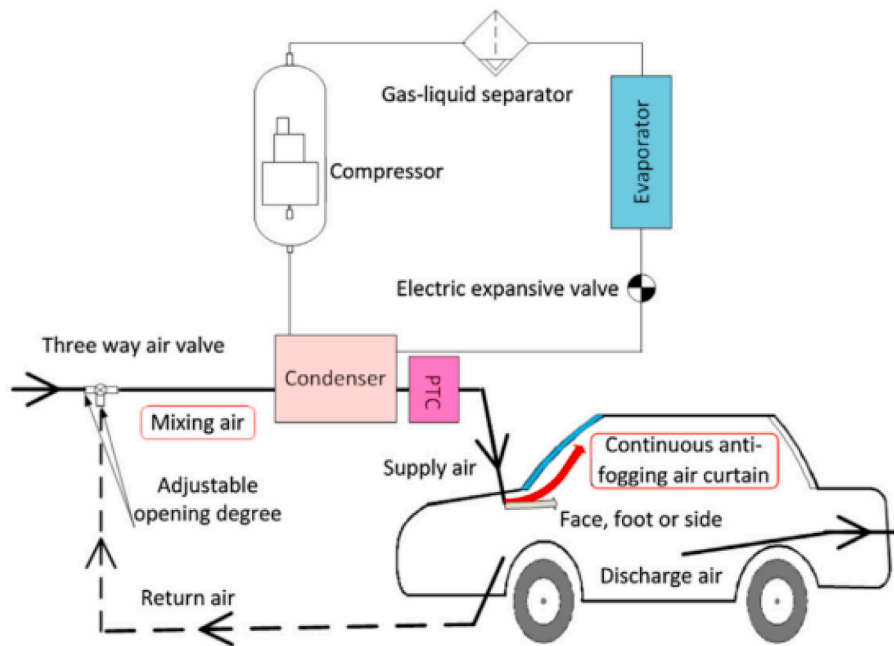 Gas-liquid separator
Compressor
Evaporator
Electric expansive valve
Three way air valve
Condenser
PTC
Mixing air
Continuous anti-
fogging air curtain
Supply air
Adjustable
opening degree
Face, foot or side
Discharge air
Return air